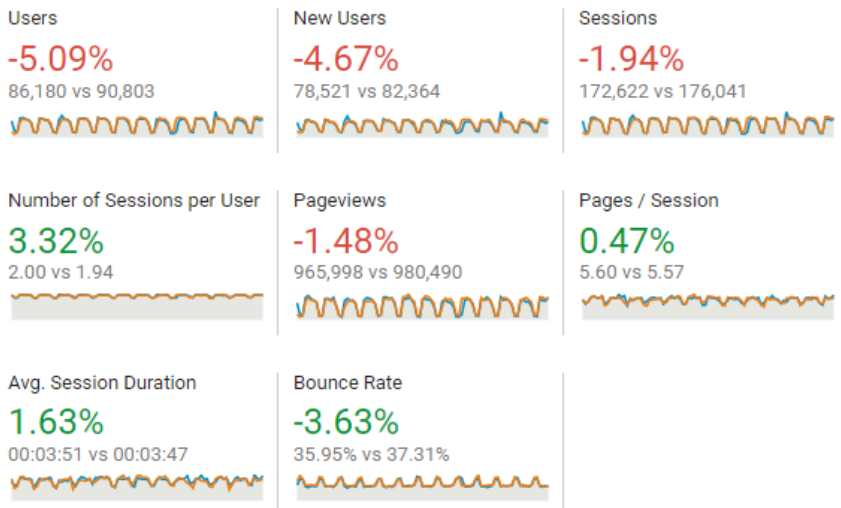 Users
-5.09%
86,180 vs 90,803
New Users
-4.67%
78,521 vs 82,364
Sessions
-1.94%
172,622 vs 176,041
Number of Sessions per User
3.32%
2.00 vs 1.94
Pageviews
-1.48%
965,998 vs 980,490
Pages / Session
0.47%
5.60 vs 5.57
Avg. Session Duration
1.63%
00:03:51 vs 00:03:47
Bounce Rate
-3.63%
35.95% vs 37.31%